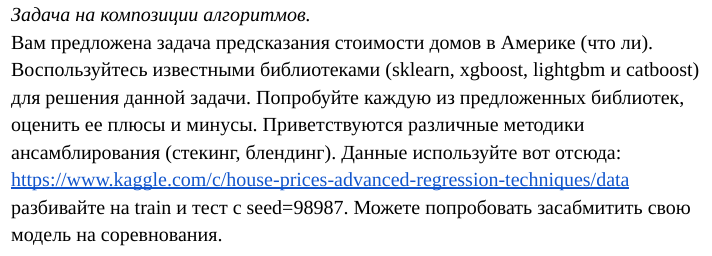 Задача на композиции алгоритмов.
Вам предложена задача предсказания стоимости домов в Америке (что ли).
Воспользуйтесь известными библиотеками (sklearn, xgboost, lightgbm и catboost)
для решения данной задачи. Попробуйте каждую из предложенных библиотек,
оценить ее плюсы и минусы. Приветствуются различные методики
ансамблирования (стекинг, блендинг). Данные используйте вот отсюда:
https://www.kaggle.com/c/house-prices-advanced-regression-techniques/data
разбивайте на train и тест с seed=98987. Можете попробовать засабмитить свою
модель на соревнования.